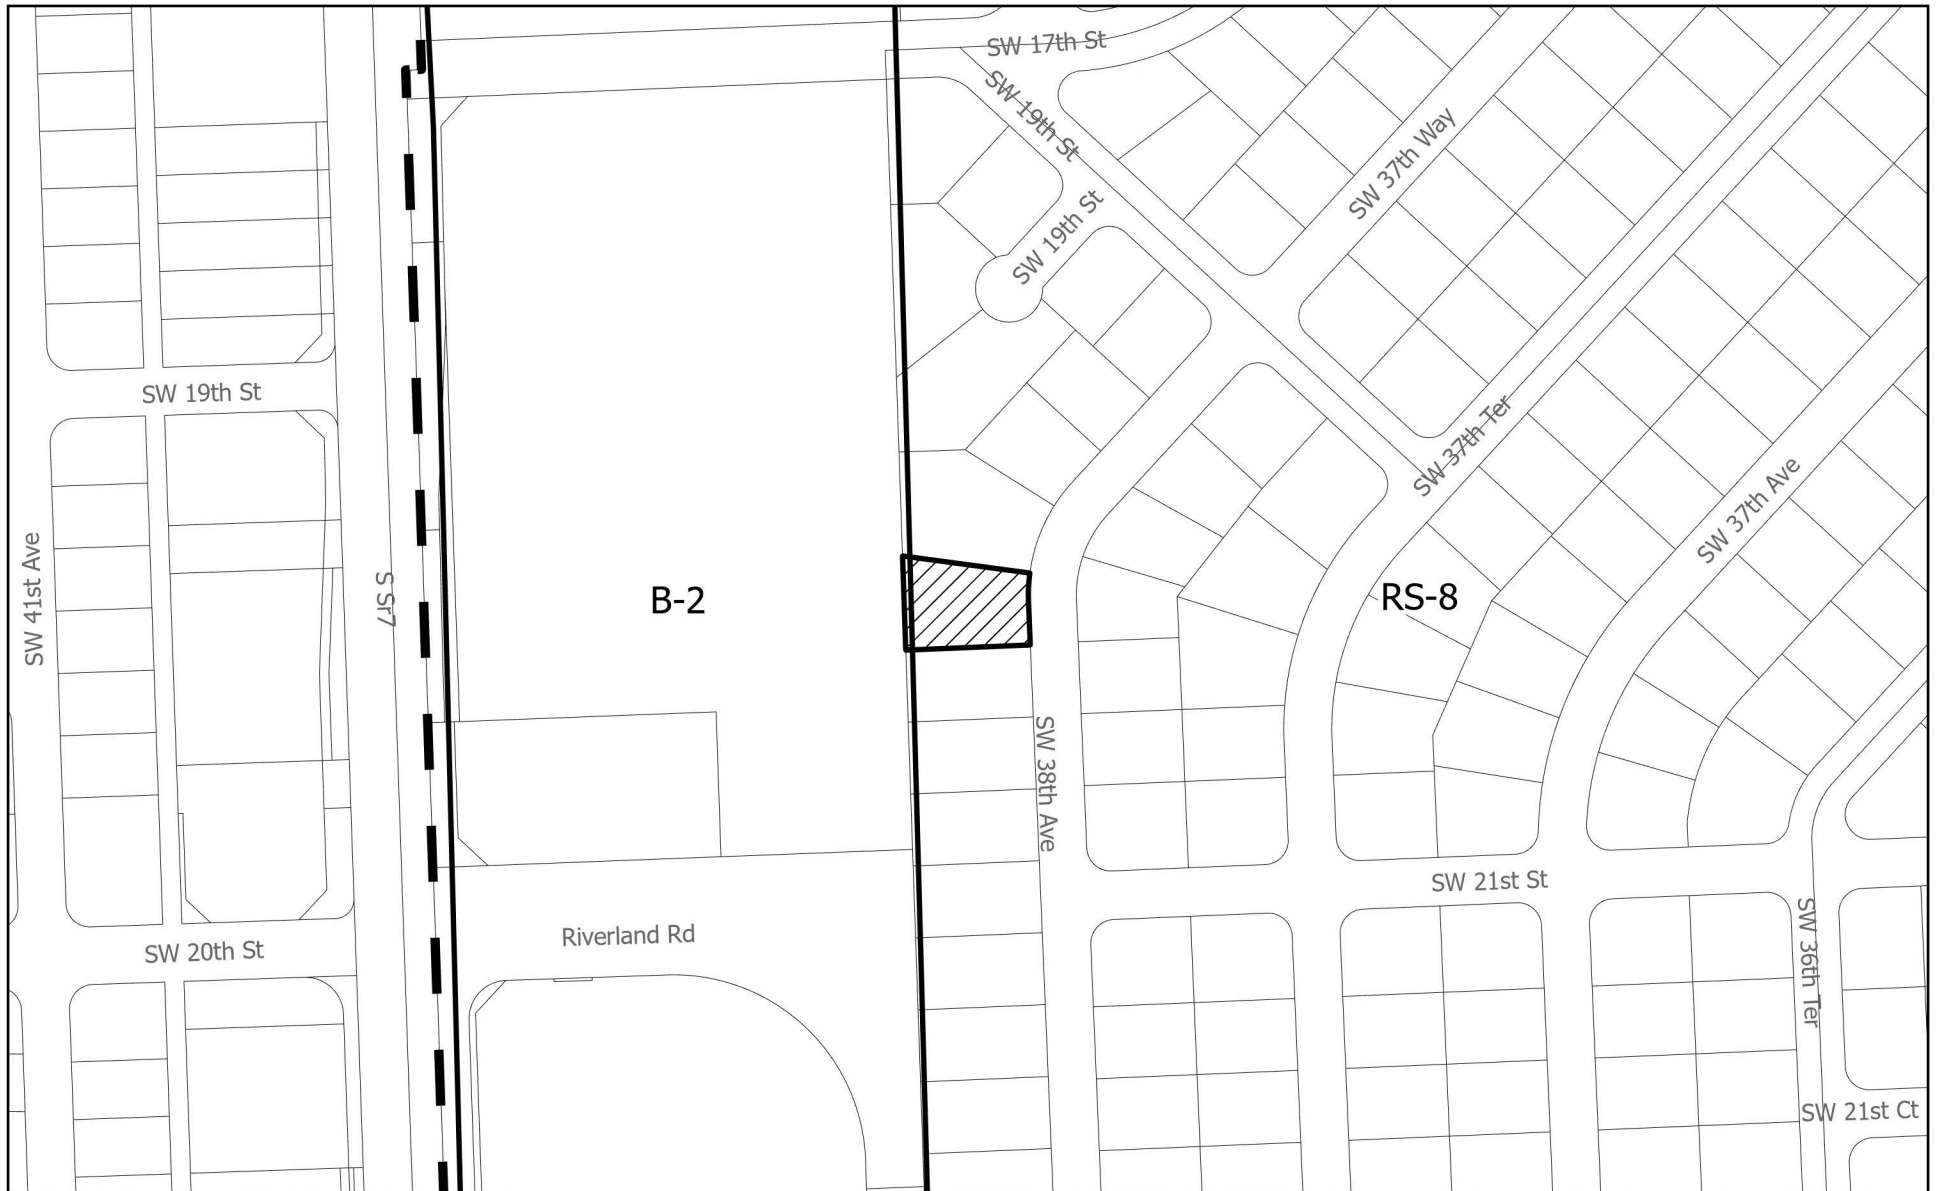 SW 17th St
SW 19th St
SW 37th Way
SW 19th St
SW 19th St
SW 37th Ter
SW 37th Ave
SW 41st Ave
S Sr7
B-2
RS-8
SW 38th Ave
SW 21st St
Riverland Rd
SW 20th St
SW 36th Ter
SW 21st Ct